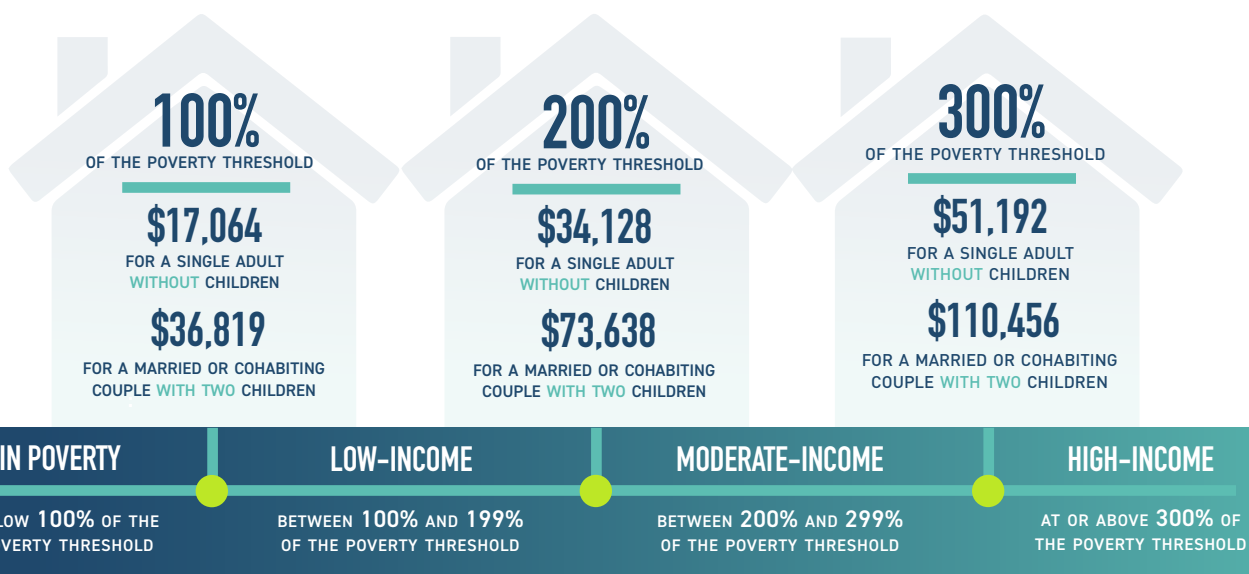 100%
OF THE POVERTY THRESHOLD
$17,064
FOR A SINGLE ADULT
WITHOUT CHILDREN
$36,819
FOR A MARRIED OR COHABITING
COUPLE WITH TWO CHILDREN
200%
OF THE POVERTY THRESHOLD
$34,128
FOR A SINGLE ADULT
WITHOUT CHILDREN
$73,638
FOR A MARRIED OR COHABITING
COUPLE WITH TWO CHILDREN
300%
OF THE POVERTY THRESHOLD
$51,192
FOR A SINGLE ADULT
WITHOUT CHILDREN
$110,456
FOR A MARRIED OR COHABITING
COUPLE WITH TWO CHILDREN
IN POVERTY
LOW 100% OF THE
VERTY THRESHOLD
LOW-INCOME
BETWEEN 100% AND 199%
OF THE POVERTY THRESHOLD
MODERATE-INCOME
BETWEEN 200% AND 299%
OF THE POVERTY THRESHOLD
HIGH-INCOME
AT OR ABOVE 300% OF
THE POVERTY THRESHOLD